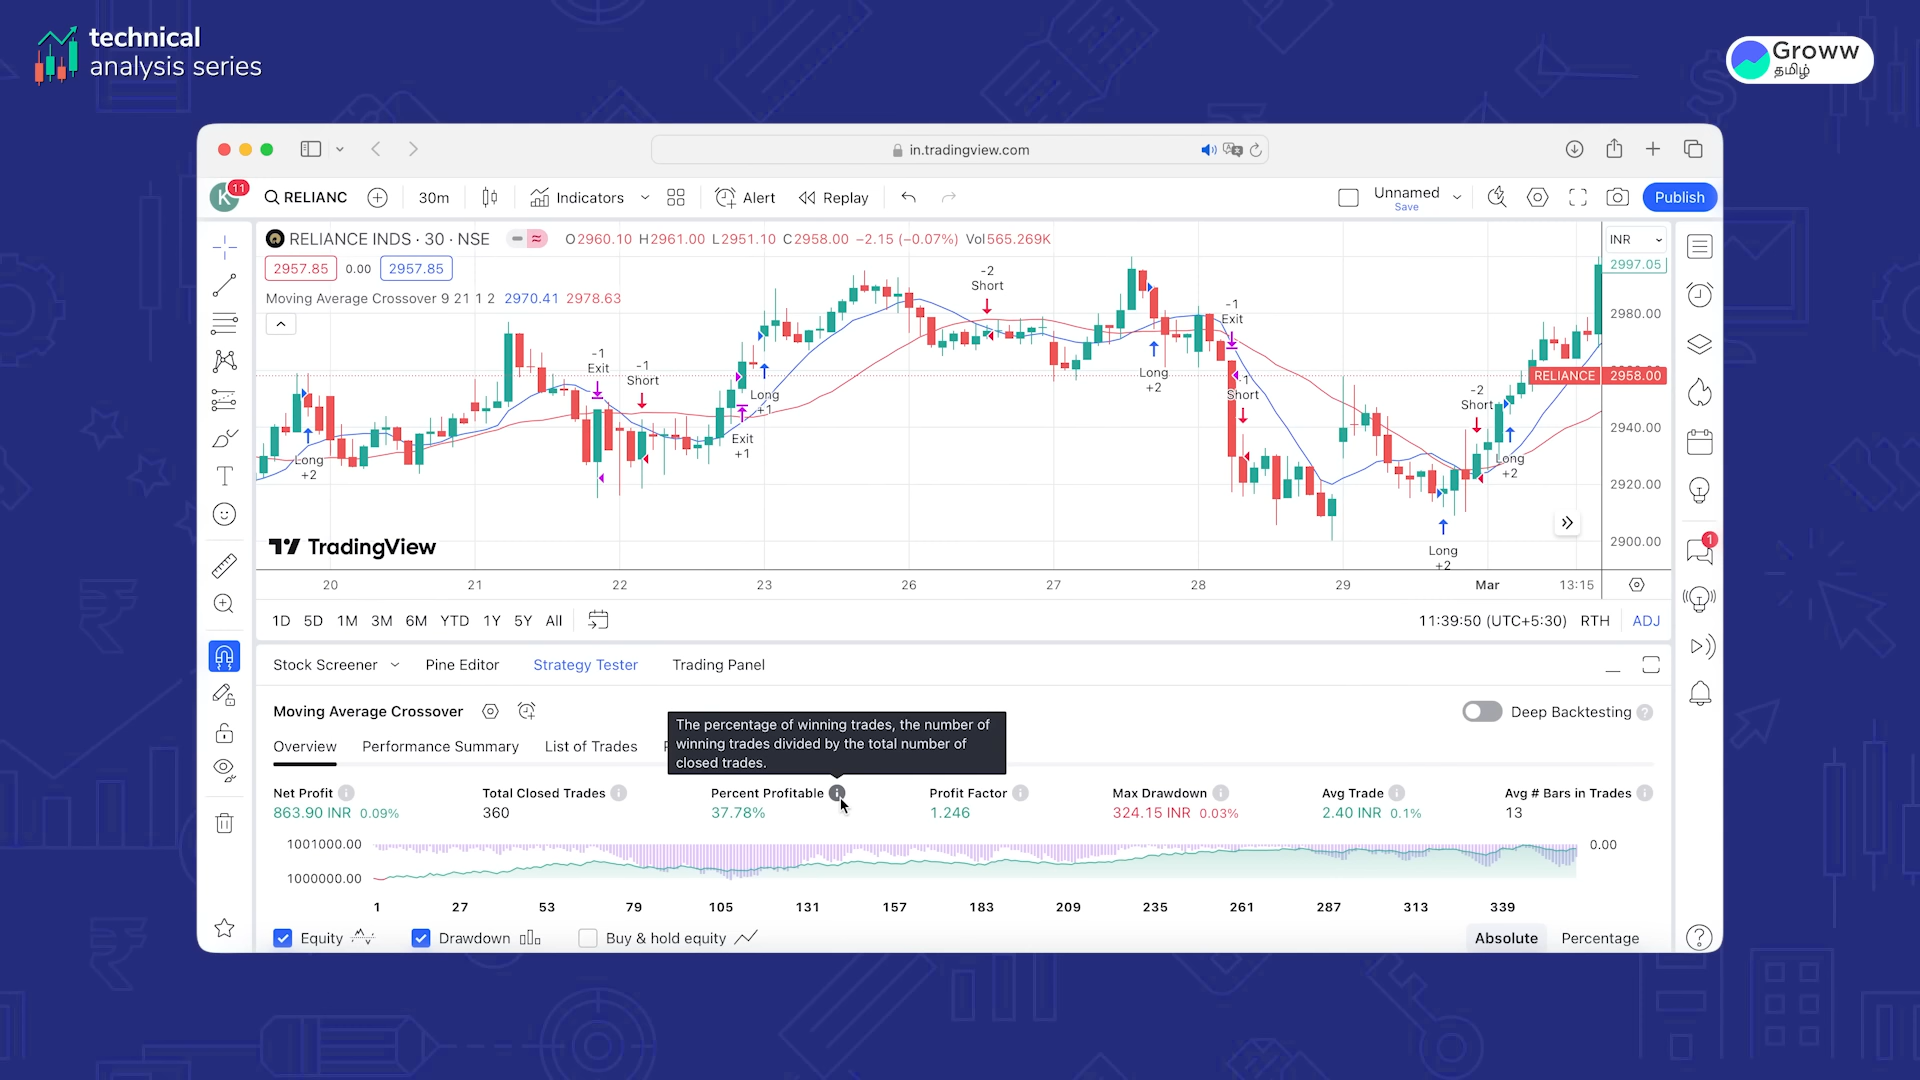 technical
analysis series
Groww
தமிழ்
in.tradingview.com
K
11
RELIANC
30m
Indicators
Alert
Replay
Unnamed
Save
Publish
RELIANCE INDS · 30 · NSE
O2960.10 H2961.00 L2951.10 C2958.00 −2.15 (−0.07%) Vol565.269K
INR
2957.85
0.00
2957.85
2997.05
Moving Average Crossover 9 21 1 2 2970.41 2978.63
-2
Short
-1
Exit
2980.00
-1
Exit
-1
Short
Long
+2
RELIANCE
2958.00
Long
+1
-1
Short
-2
Short
2940.00
Exit
+1
Long
+2
Long
+2
2920.00
TradingView
2900.00
Long
+2
20
21
22
23
26
27
28
29
Mar
13:15
1
1D
5D
1M
3M
6M
YTD
1Y
5Y
All
11:39:50 (UTC+5:30)
RTH
ADJ
Stock Screener
Pine Editor
Strategy Tester
Trading Panel
Moving Average Crossover
Deep Backtesting
The percentage of winning trades, the number of
winning trades divided by the total number of
closed trades.
Overview
Performance Summary
List of Trades
Net Profit
Total Closed Trades
Percent Profitable
Profit Factor
Max Drawdown
Avg Trade
Avg # Bars in Trades
863.90 INR 0.09%
360
37.78%
1.246
324.15 INR 0.03%
2.40 INR 0.1%
13
1001000.00
0.00
1000000.00
1
27
53
79
105
131
157
183
209
235
261
287
313
339
Equity
Drawdown
Buy & hold equity
Absolute
Percentage